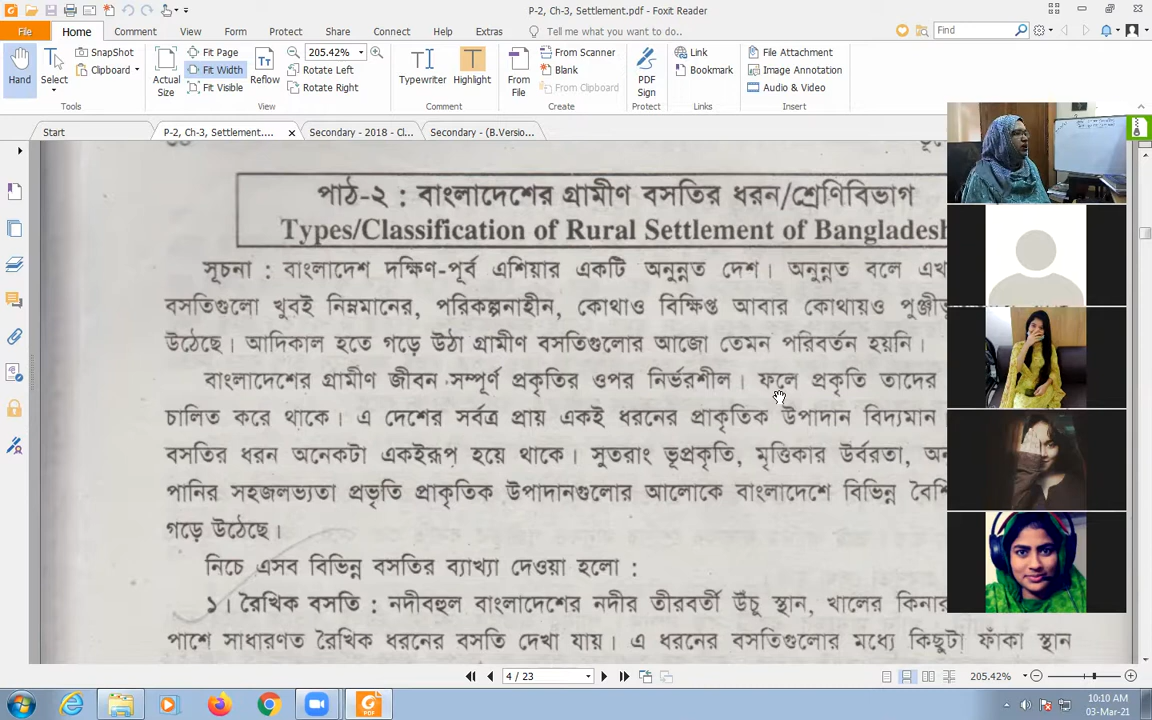 P-2, Ch-3, Settlement.pdf - Foxit Reader
File Home Comment View Form Protect Share Connect Help Extras Tell me what you want to do... Find
Hand
Select
SnapShot
Clipboard
Actual Size
Fit Page
Fit Width
Fit Visible
Reflow
205.42%
Rotate Left
Rotate Right
Typewriter
Highlight
From File
From Scanner
Blank
From Clipboard
PDF Sign
Link
Bookmark
File Attachment
Image Annotation
Audio & Video
Tools View Comment Create Protect Links Insert
Start P-2, Ch-3, Settlement.... Secondary - 2018 - Cl... Secondary - (B.Versio...
পাঠ-২ : বাংলাদেশের গ্রামীণ বসতির ধরন/শ্রেণিবিভাগ
Types/Classification of Rural Settlement of Bangladesh
সূচনা : বাংলাদেশ দক্ষিণ-পূর্ব এশিয়ার একটি অনুন্নত দেশ। অনুন্নত বলে
বসতিগুলো খুবই নিম্নমানের, পরিকল্পনাহীন, কোথাও বিক্ষিপ্ত আবার কোথায়ও
উঠেছে। আদিকাল হতে গড়ে উঠা গ্রামীণ বসতিগুলোর আজো তেমন পরিবর্তন হয়নি।
বাংলাদেশের গ্রামীণ জীবন সম্পূর্ণ প্রকৃতির ওপর নির্ভরশীল। ফলে প্রকৃতি তাদের
চালিত করে থাকে। এ দেশের সর্বত্র প্রায় একই ধরনের প্রাকৃতিক উপাদান বিদ্যমান
বসতির ধরন অনেকটা একইরূপ হয়ে থাকে। সুতরাং ভূপ্রকৃতি, মৃত্তিকার উর্বরতা,
পানির সহজলভ্যতা প্রভৃতি প্রাকৃতিক উপাদানগুলোর আলোকে বাংলাদেশে বিভিন্ন
গড়ে উঠেছে।
নিচে এসব বিভিন্ন বসতির ব্যাখ্যা দেওয়া হলো :
১। রৈখিক বসতি : নদীবহুল বাংলাদেশের নদীর তীরবর্তী উঁচু স্থান, খালের
পাশে সাধারণত রৈখিক ধরনের বসতি দেখা যায়। এ ধরনের বসতিগুলোর মধ্যে কিছুটা ফাঁকা স্থান
4 / 23
205.42%
10:10 AM
03-Mar-21